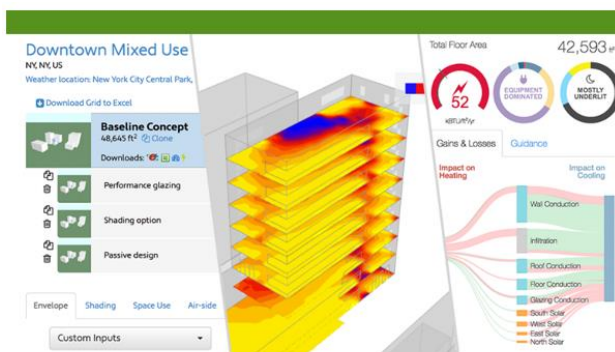 Downtown Mixed Use
NY, NY, US
Weather location: New York City Central Park,
Download Grid to Excel
Baseline Concept
48,645 ft² Clone
Downloads:
Performance glazing
Shading option
Passive design
Envelope Shading Space Use Air-side
Custom Inputs
Total Floor Area 42,593
52
kBTU/ft²/yr
EQUIPMENT
DOMINATED
MOSTLY
UNDERLIT
Gains & Losses Guidance
Impact on
Heating
Impact on
Cooling
Wall Conduction
Infiltration
Roof Conduction
Floor Conduction
Glazing Conduction
South Solar
West Solar
East Solar
North Solar